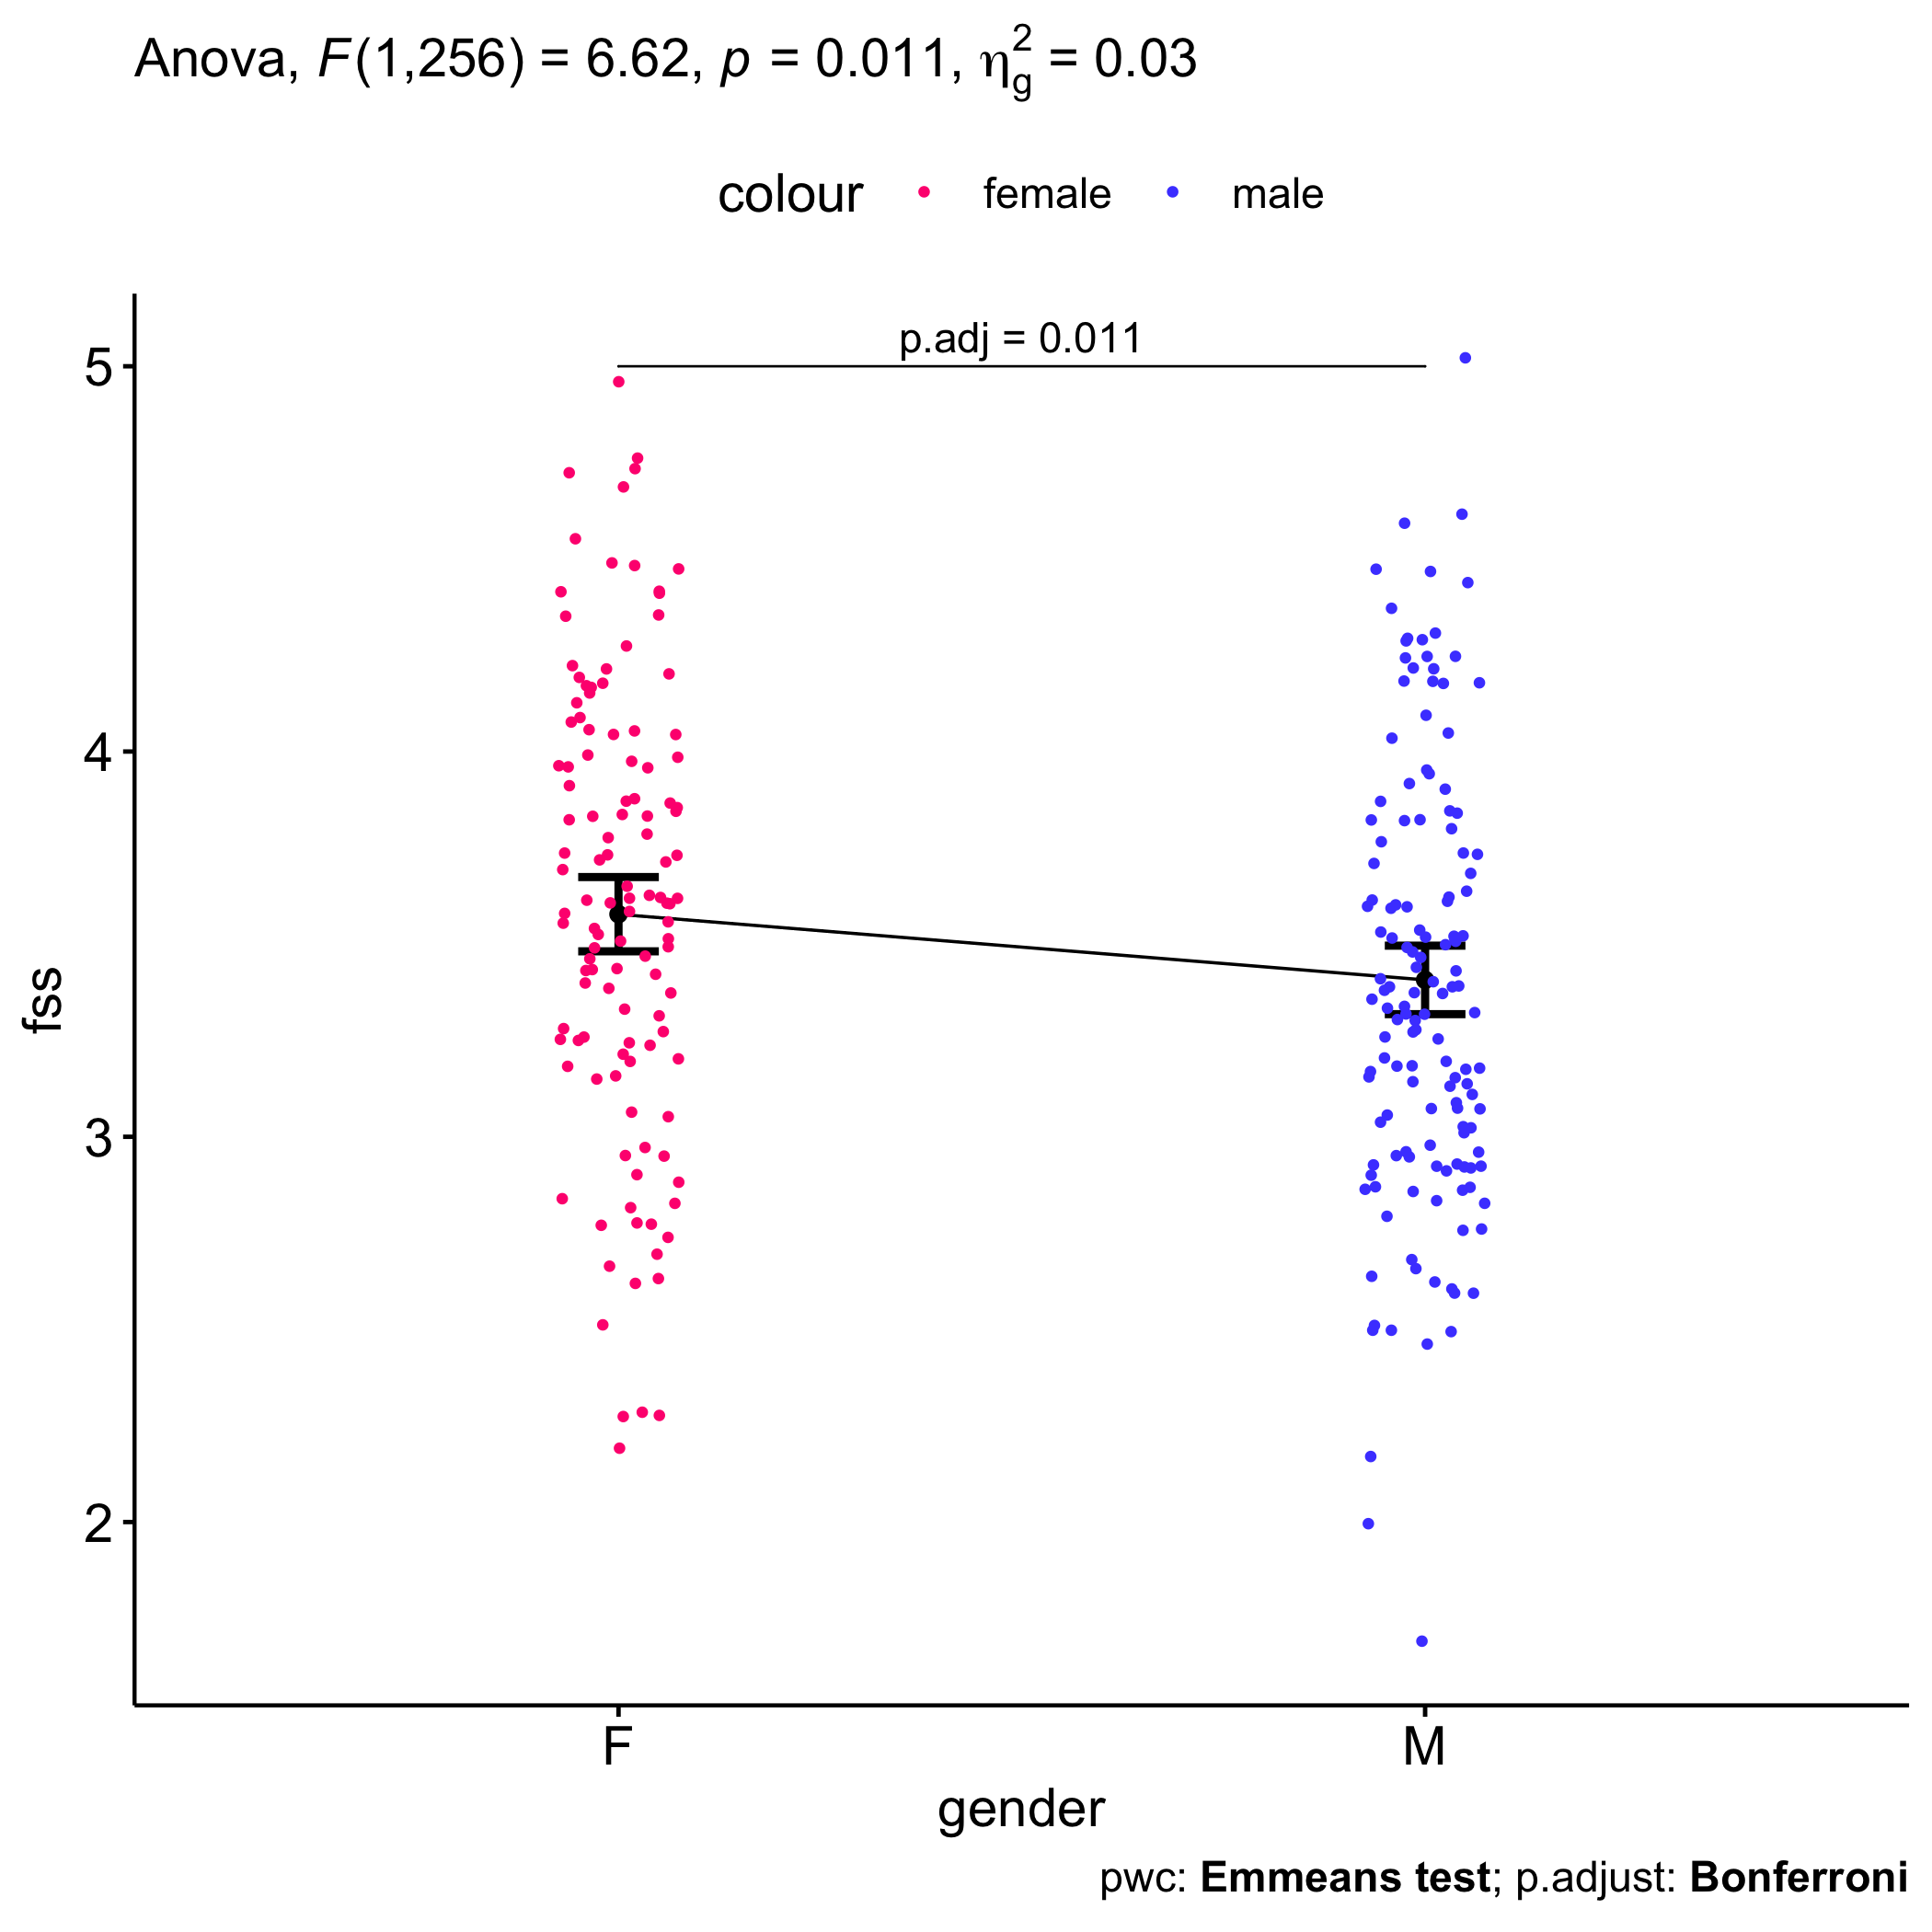 Anova, F(1,256) = 6.62, p = 0.011, η²g = 0.03
colour female male
p.adj = 0.011
5
4
3
2
fss
F M
gender
pwc: Emmeans test; p.adjust: Bonferroni